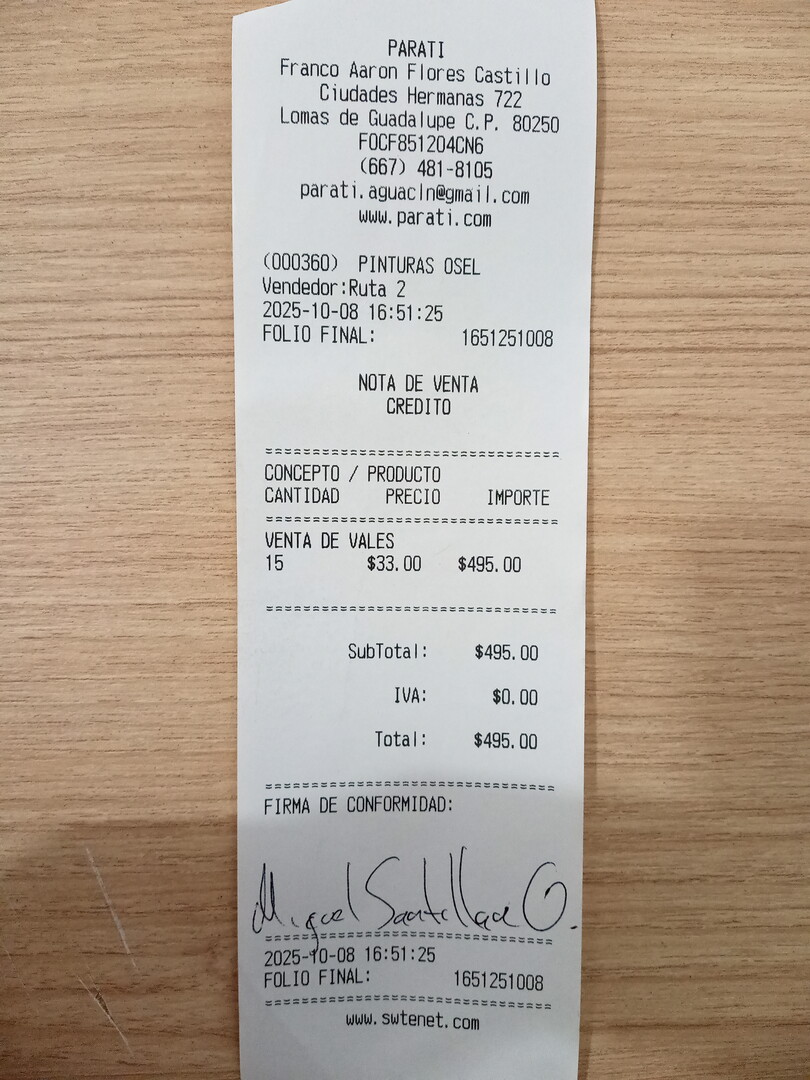 PARATI
Franco Aaron Flores Castillo
Ciudades Hermanas 722
Lomas de Guadalupe C.P. 80250
FOCF851204CN6
(667) 481-8105
parati.aguacln@gmail.com
www.parati.com
(000360) PINTURAS OSEL
Vendedor:Ruta 2
2025-10-08 16:51:25
FOLIO FINAL: 1651251008
NOTA DE VENTA
CREDITO
================================
CONCEPTO / PRODUCTO
CANTIDAD PRECIO IMPORTE
================================
VENTA DE VALES
15 $33.00 $495.00
================================
SubTotal: $495.00
IVA: $0.00
Total: $495.00
================================
FIRMA DE CONFORMIDAD:
Miguel Santillan O.
================================
2025-10-08 16:51:25
FOLIO FINAL: 1651251008
================================
www.swtenet.com